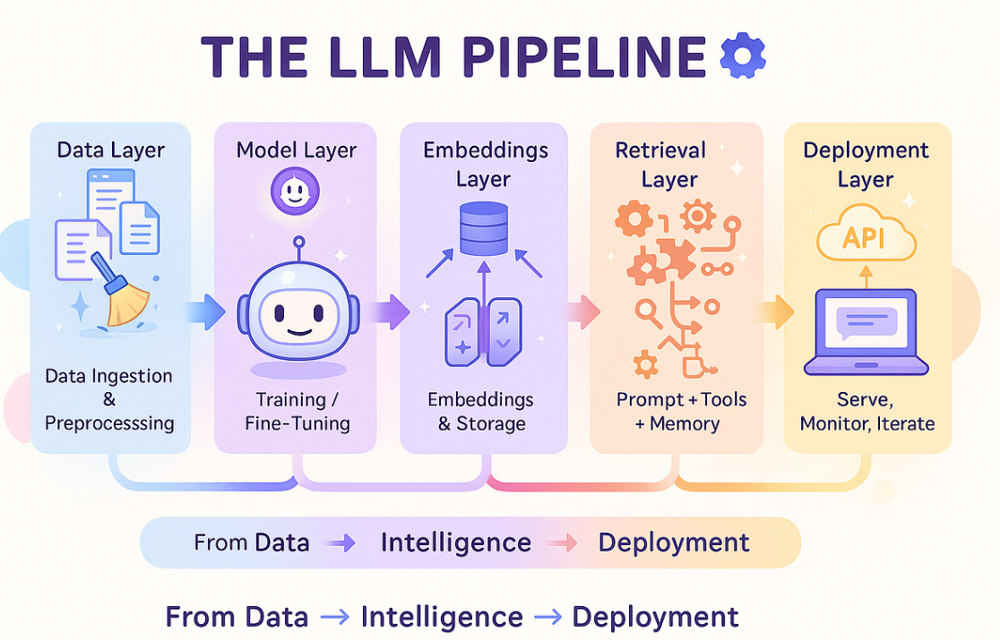 THE LLM PIPELINE
Data Layer
Data Ingestion
&
Preprocesssing
Model Layer
Training /
Fine-Tuning
Embeddings
Layer
Embeddings
& Storage
Retrieval
Layer
Prompt + Tools
+ Memory
Deployment
Layer
API
Serve,
Monitor, Iterate
From Data → Intelligence → Deployment
From Data → Intelligence → Deployment